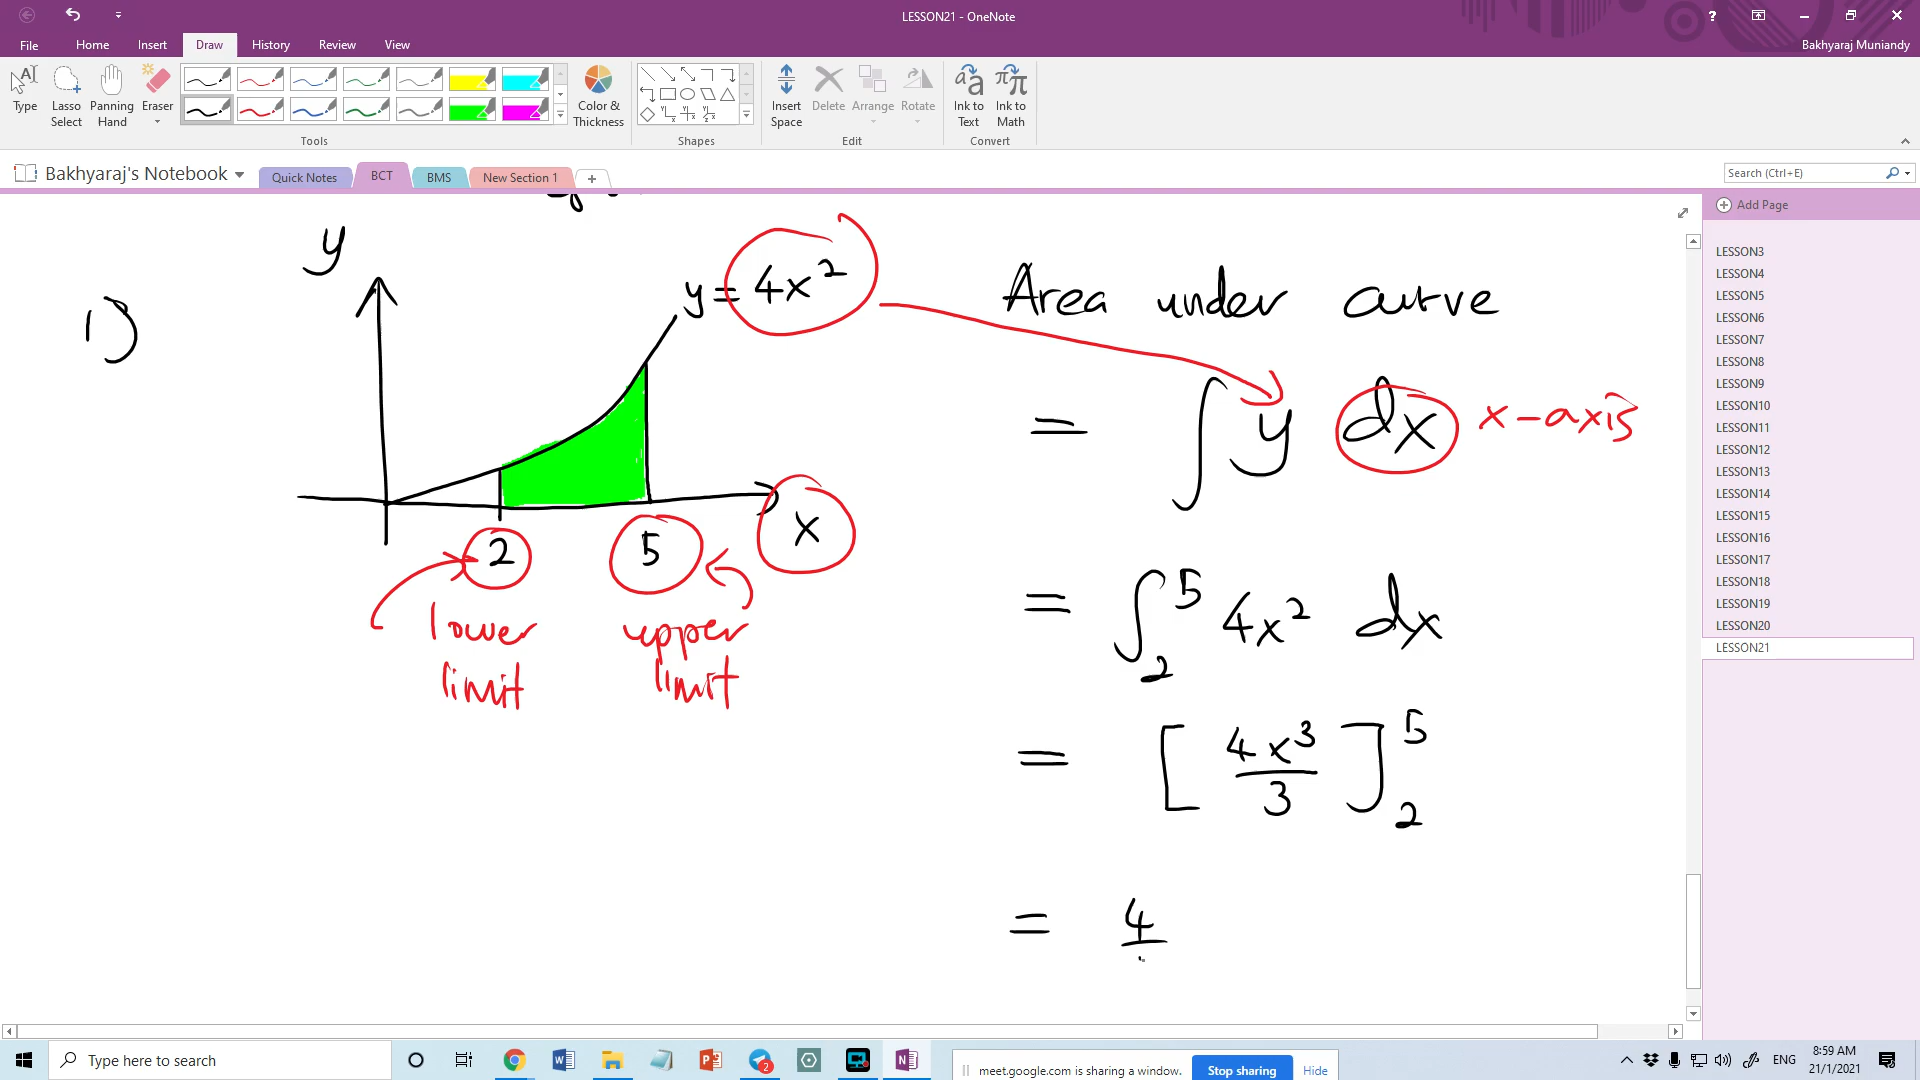 LESSON21 - OneNote
Bakhyaraj Muniandy
File Home Insert Draw History Review View
Type
Lasso Select
Panning Hand
Eraser
Color & Thickness
Insert Space
Delete
Arrange
Rotate
Ink to Text
Ink to Math
Tools
Shapes
Edit
Convert
Bakhyaraj's Notebook
Quick Notes BCT BMS New Section 1 +
Search (Ctrl+E)
Add Page
LESSON3
LESSON4
LESSON5
LESSON6
LESSON7
LESSON8
LESSON9
LESSON10
LESSON11
LESSON12
LESSON13
LESSON14
LESSON15
LESSON16
LESSON17
LESSON18
LESSON19
LESSON20
LESSON21
1)
y
y = 4x²
x
2
5
lower limit
upper limit
Area under curve
= ∫ y dx x-axis
= ∫₂⁵ 4x² dx
= [4x³/3]₂⁵
= 4
Type here to search
meet.google.com is sharing a window.
Stop sharing
Hide
ENG
8:59 AM
21/1/2021